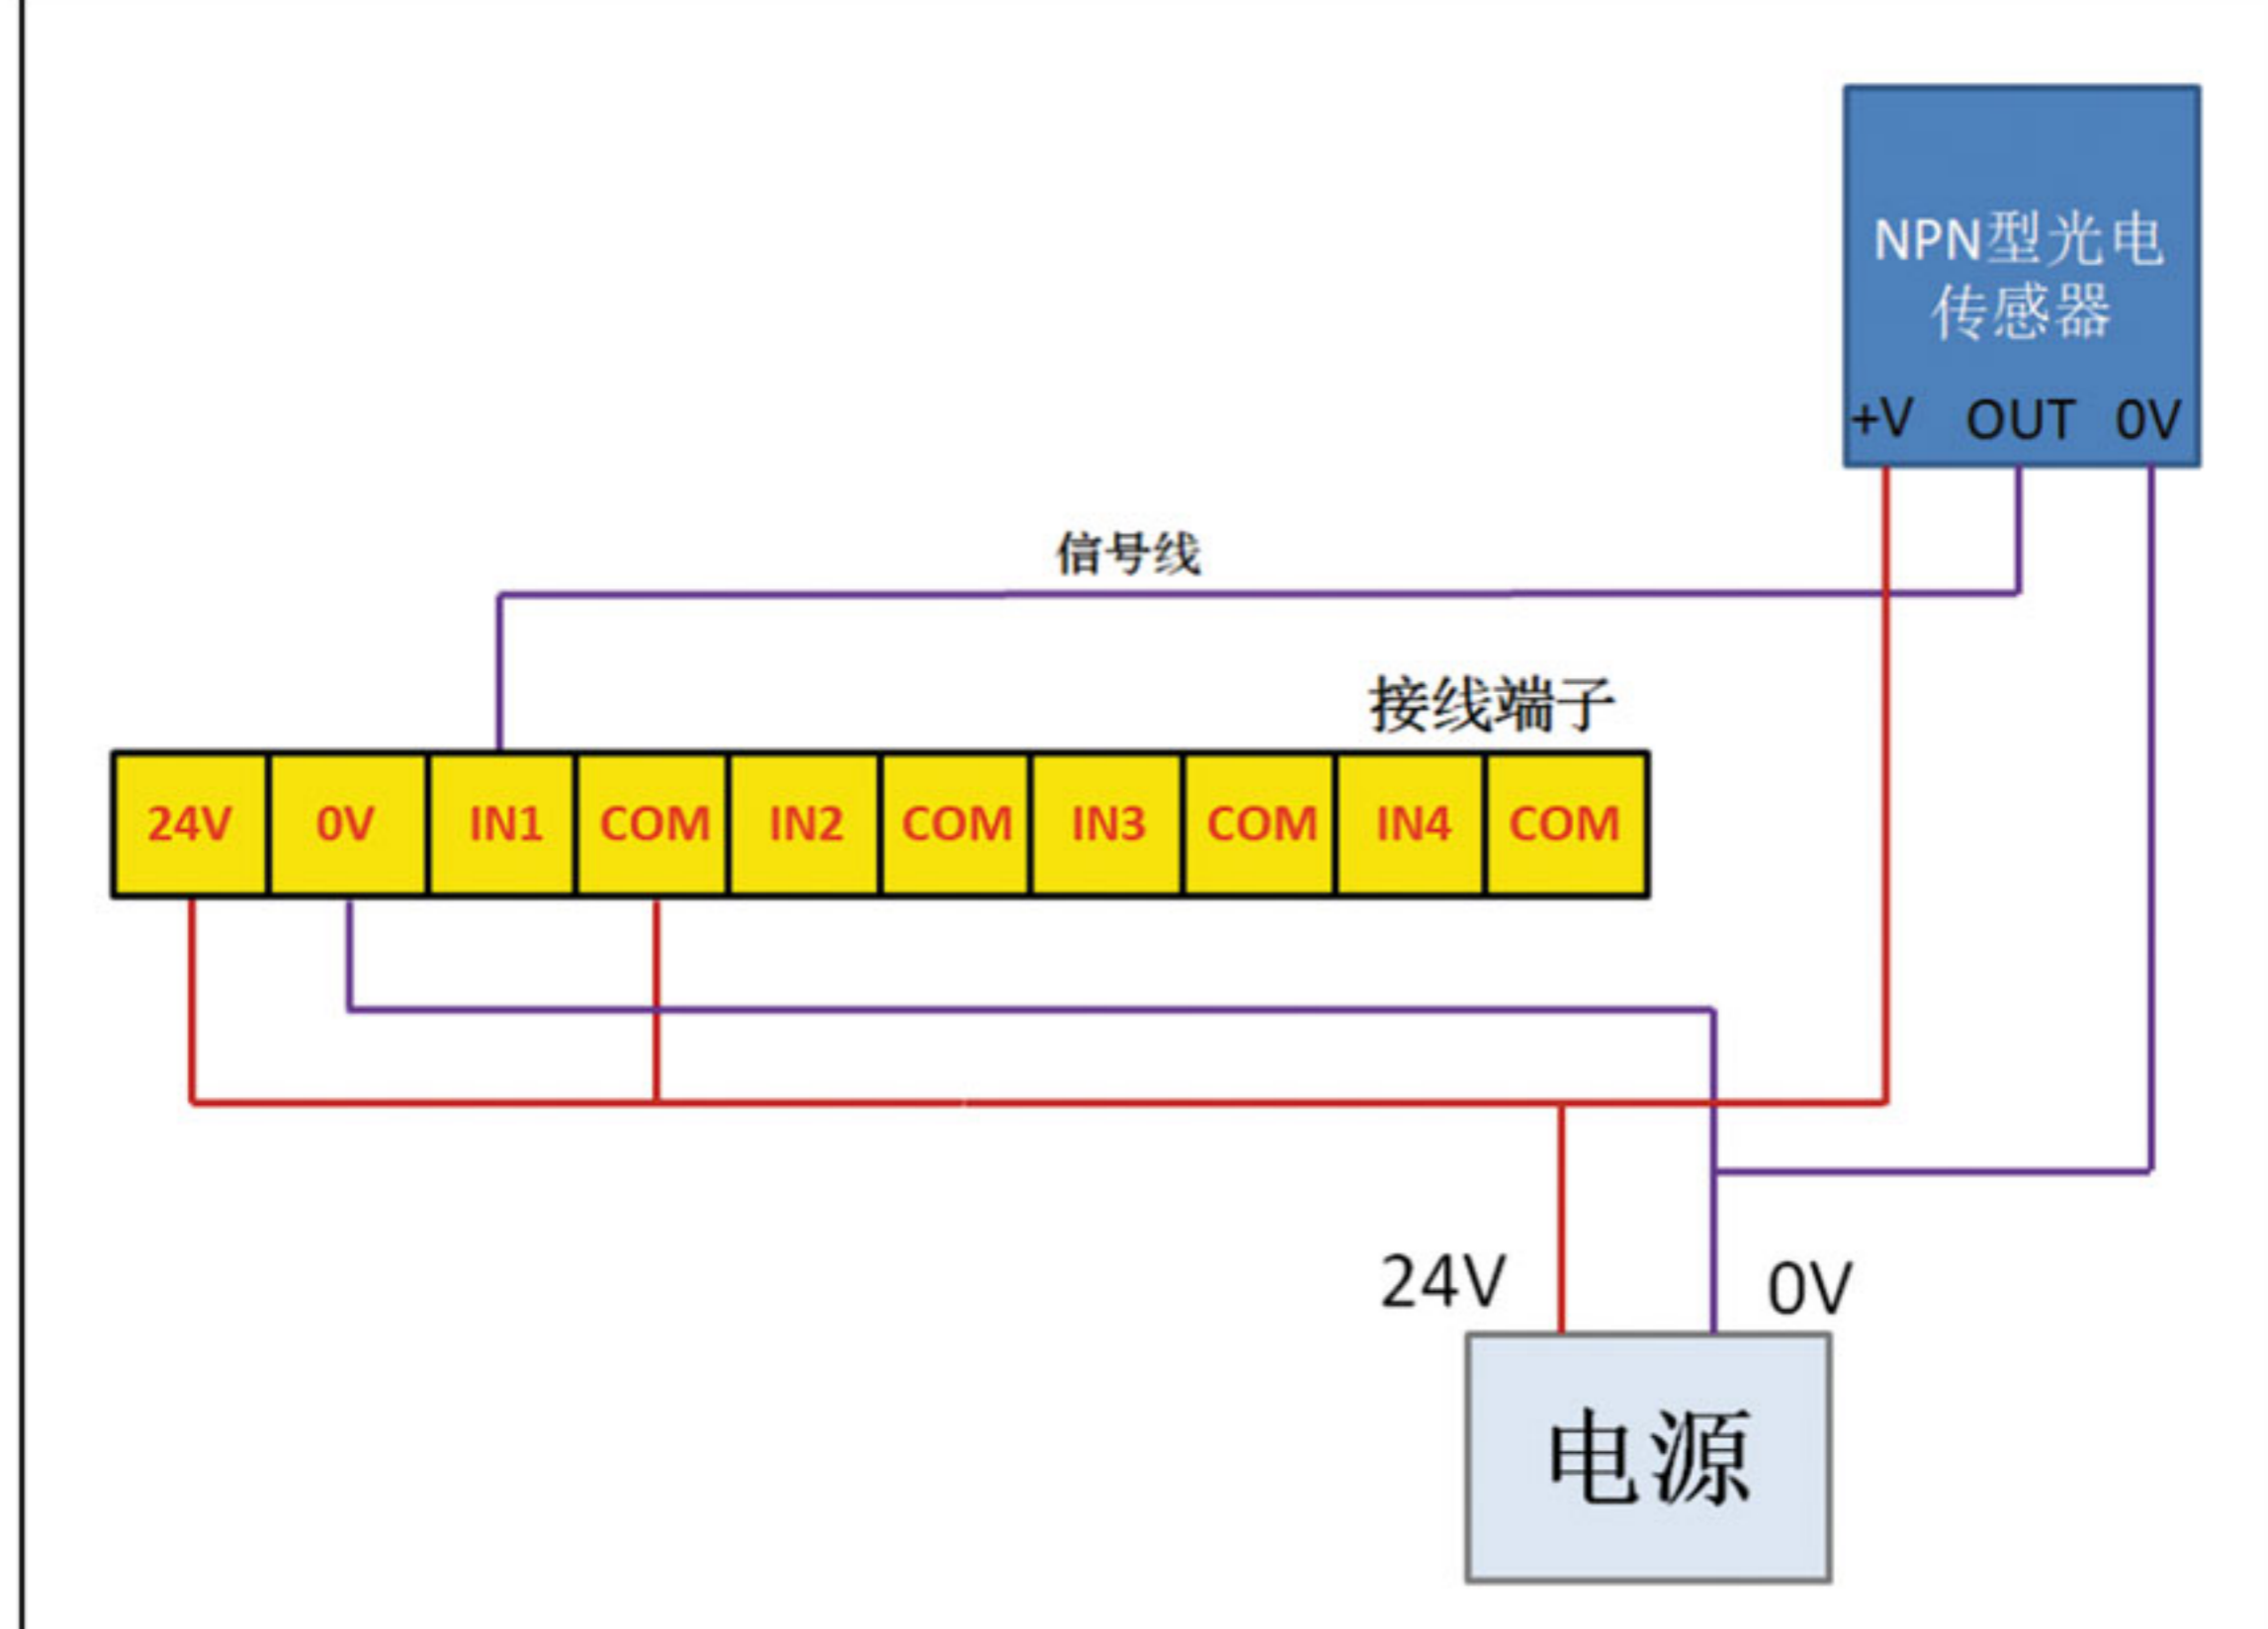 NPN型光电
传感器
+V OUT 0V
信号线
接线端子
24V 0V IN1 COM IN2 COM IN3 COM IN4 COM
24V 0V
电源